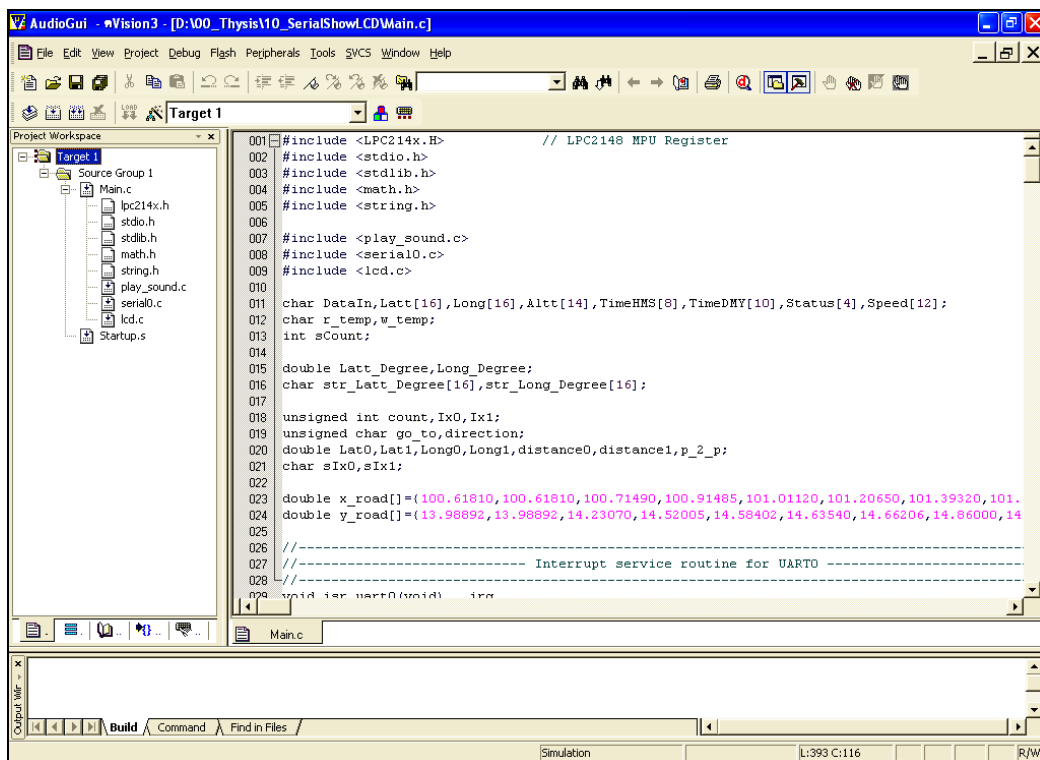 AudioGui - µVision3 - [D:\00_Thysis\10_SerialShowLCD\Main.c]
File Edit View Project Debug Flash Peripherals Tools SVCS Window Help
LOAD Target 1
Project Workspace
Target 1
Source Group 1
Main.c
lpc214x.h
stdio.h
stdlib.h
math.h
string.h
play_sound.c
serial0.c
lcd.c
Startup.s
001 #include <LPC214x.H> // LPC2148 MPU Register
002 #include <stdio.h>
003 #include <stdlib.h>
004 #include <math.h>
005 #include <string.h>
006
007 #include <play_sound.c>
008 #include <serial0.c>
009 #include <lcd.c>
010
011 char DataIn,Latt[16],Long[16],Altt[14],TimeHMS[8],TimeDMY[10],Status[4],Speed[12];
012 char r_temp,w_temp;
013 int sCount;
014
015 double Latt_Degree,Long_Degree;
016 char str_Latt_Degree[16],str_Long_Degree[16];
017
018 unsigned int count,Ix0,Ix1;
019 unsigned char go_to,direction;
020 double Lat0,Lat1,Long0,Long1,distance0,distance1,p_2_p;
021 char sIx0,sIx1;
022
023 double x_road[]={100.61810,100.61810,100.71490,100.91485,101.01120,101.20650,101.39320,101.
024 double y_road[]={13.98892,13.98892,14.23070,14.52005,14.58402,14.63540,14.66206,14.86000,14
025
026 //--------------------------------------------------------------------------------------------
027 //---------------------------- Interrupt service routine for UART0 -------------------------
028 //--------------------------------------------------------------------------------------------
029 void isr_uart0(void) __irq
Main.c
Output Win
Build Command Find in Files
Simulation L:393 C:116 R/W